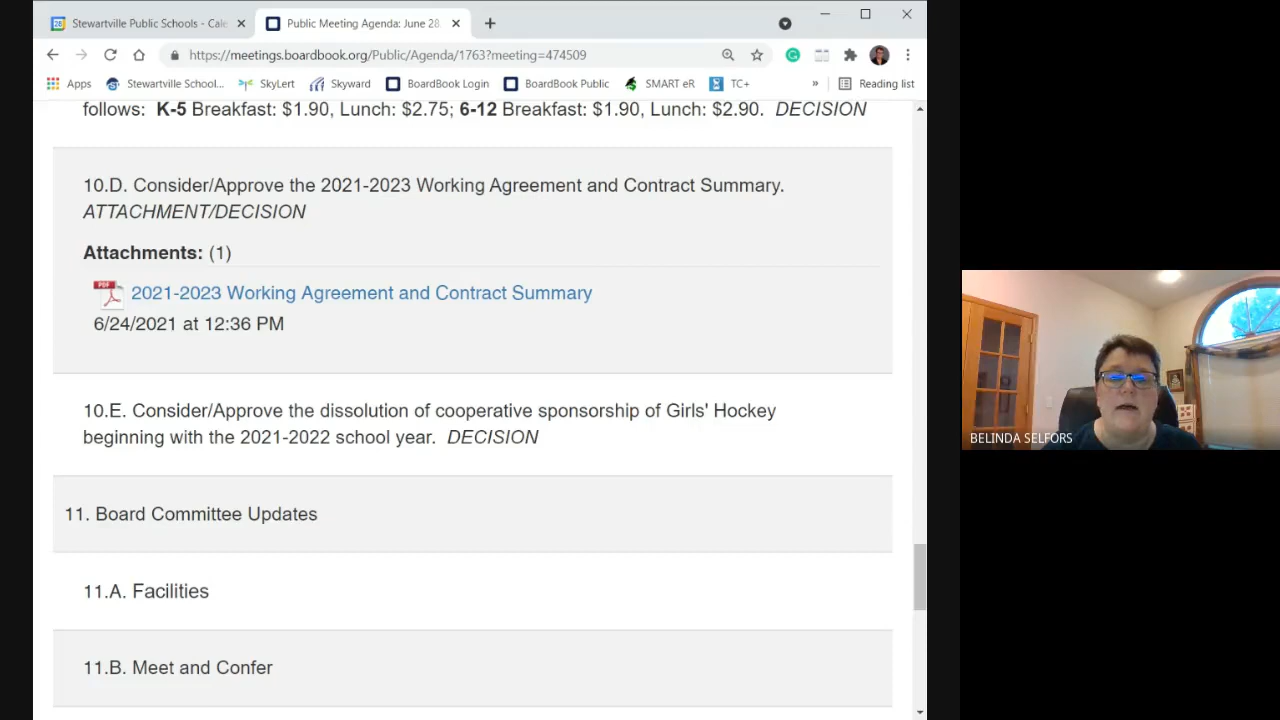 Stewartville Public Schools - Cale
Public Meeting Agenda: June 28,
https://meetings.boardbook.org/Public/Agenda/1763?meeting=474509
Apps Stewartville School... SkyLert Skyward BoardBook Login BoardBook Public SMART eR TC+ » Reading list
follows: K-5 Breakfast: $1.90, Lunch: $2.75; 6-12 Breakfast: $1.90, Lunch: $2.90. DECISION
10.D. Consider/Approve the 2021-2023 Working Agreement and Contract Summary.
ATTACHMENT/DECISION
Attachments: (1)
PDF
2021-2023 Working Agreement and Contract Summary
6/24/2021 at 12:36 PM
10.E. Consider/Approve the dissolution of cooperative sponsorship of Girls' Hockey
beginning with the 2021-2022 school year. DECISION
11. Board Committee Updates
11.A. Facilities
11.B. Meet and Confer
BELINDA SELFORS